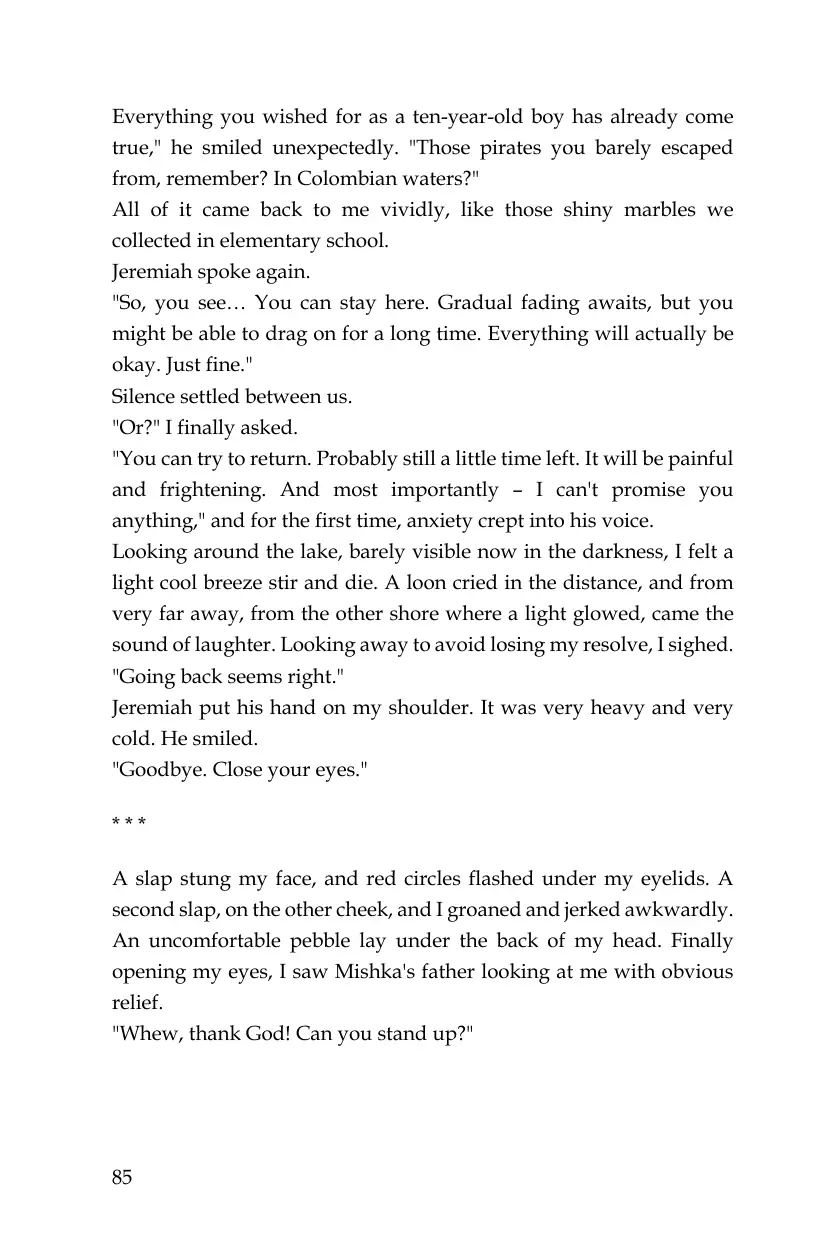 Everything you wished for as a ten-year-old boy has already come
true," he smiled unexpectedly. "Those pirates you barely escaped
from, remember? In Colombian waters?"
All of it came back to me vividly, like those shiny marbles we
collected in elementary school.
Jeremiah spoke again.
"So, you see… You can stay here. Gradual fading awaits, but you
might be able to drag on for a long time. Everything will actually be
okay. Just fine."
Silence settled between us.
"Or?" I finally asked.
"You can try to return. Probably still a little time left. It will be painful
and frightening. And most importantly – I can't promise you
anything," and for the first time, anxiety crept into his voice.
Looking around the lake, barely visible now in the darkness, I felt a
light cool breeze stir and die. A loon cried in the distance, and from
very far away, from the other shore where a light glowed, came the
sound of laughter. Looking away to avoid losing my resolve, I sighed.
"Going back seems right."
Jeremiah put his hand on my shoulder. It was very heavy and very
cold. He smiled.
"Goodbye. Close your eyes."
* * *
A slap stung my face, and red circles flashed under my eyelids. A
second slap, on the other cheek, and I groaned and jerked awkwardly.
An uncomfortable pebble lay under the back of my head. Finally
opening my eyes, I saw Mishka's father looking at me with obvious
relief.
"Whew, thank God! Can you stand up?"
85